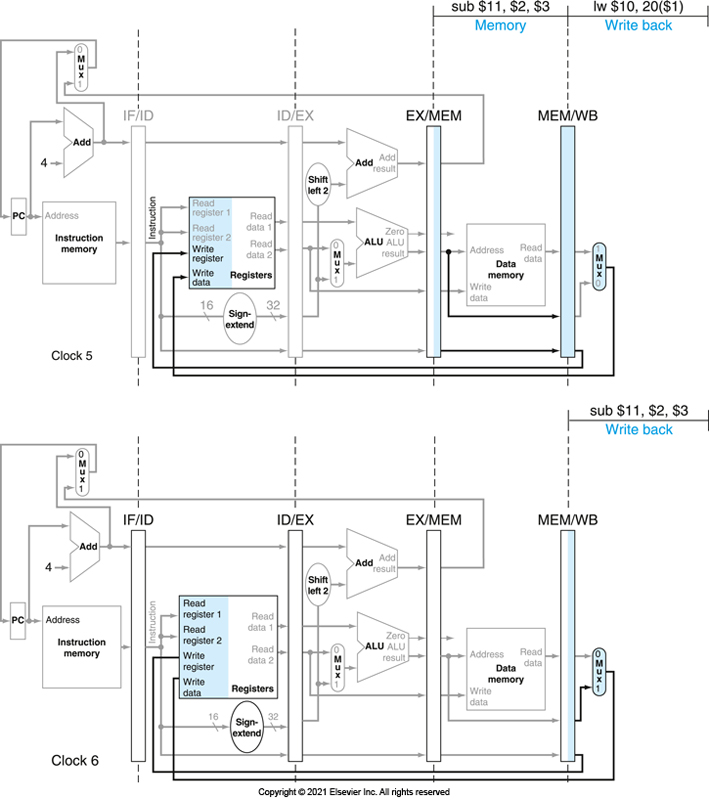 sub $11, $2, $3
lw $10, 20($1)
Memory
Write back
0
Mux
1
IF/ID
ID/EX
EX/MEM
MEM/WB
Add
4
Add
Add
result
Shift
left 2
PC
Address
Instruction
memory
Instruction
Read
register 1
Read
register 2
Write
register
Write
data
Read
data 1
Read
data 2
Registers
0
Mux
1
Zero
ALU
ALU
result
Address
Read
data
Data
memory
Write
data
1
Mux
0
16
Sign-
extend
32
Clock 5
sub $11, $2, $3
Write back
0
Mux
1
IF/ID
ID/EX
EX/MEM
MEM/WB
Add
4
Add
Add
result
Shift
left 2
PC
Address
Instruction
memory
Instruction
Read
register 1
Read
register 2
Write
register
Write
data
Read
data 1
Read
data 2
Registers
0
Mux
1
Zero
ALU
ALU
result
Address
Read
data
Data
memory
Write
data
0
Mux
1
16
Sign-
extend
32
Clock 6
Copyright © 2021 Elsevier Inc. All rights reserved